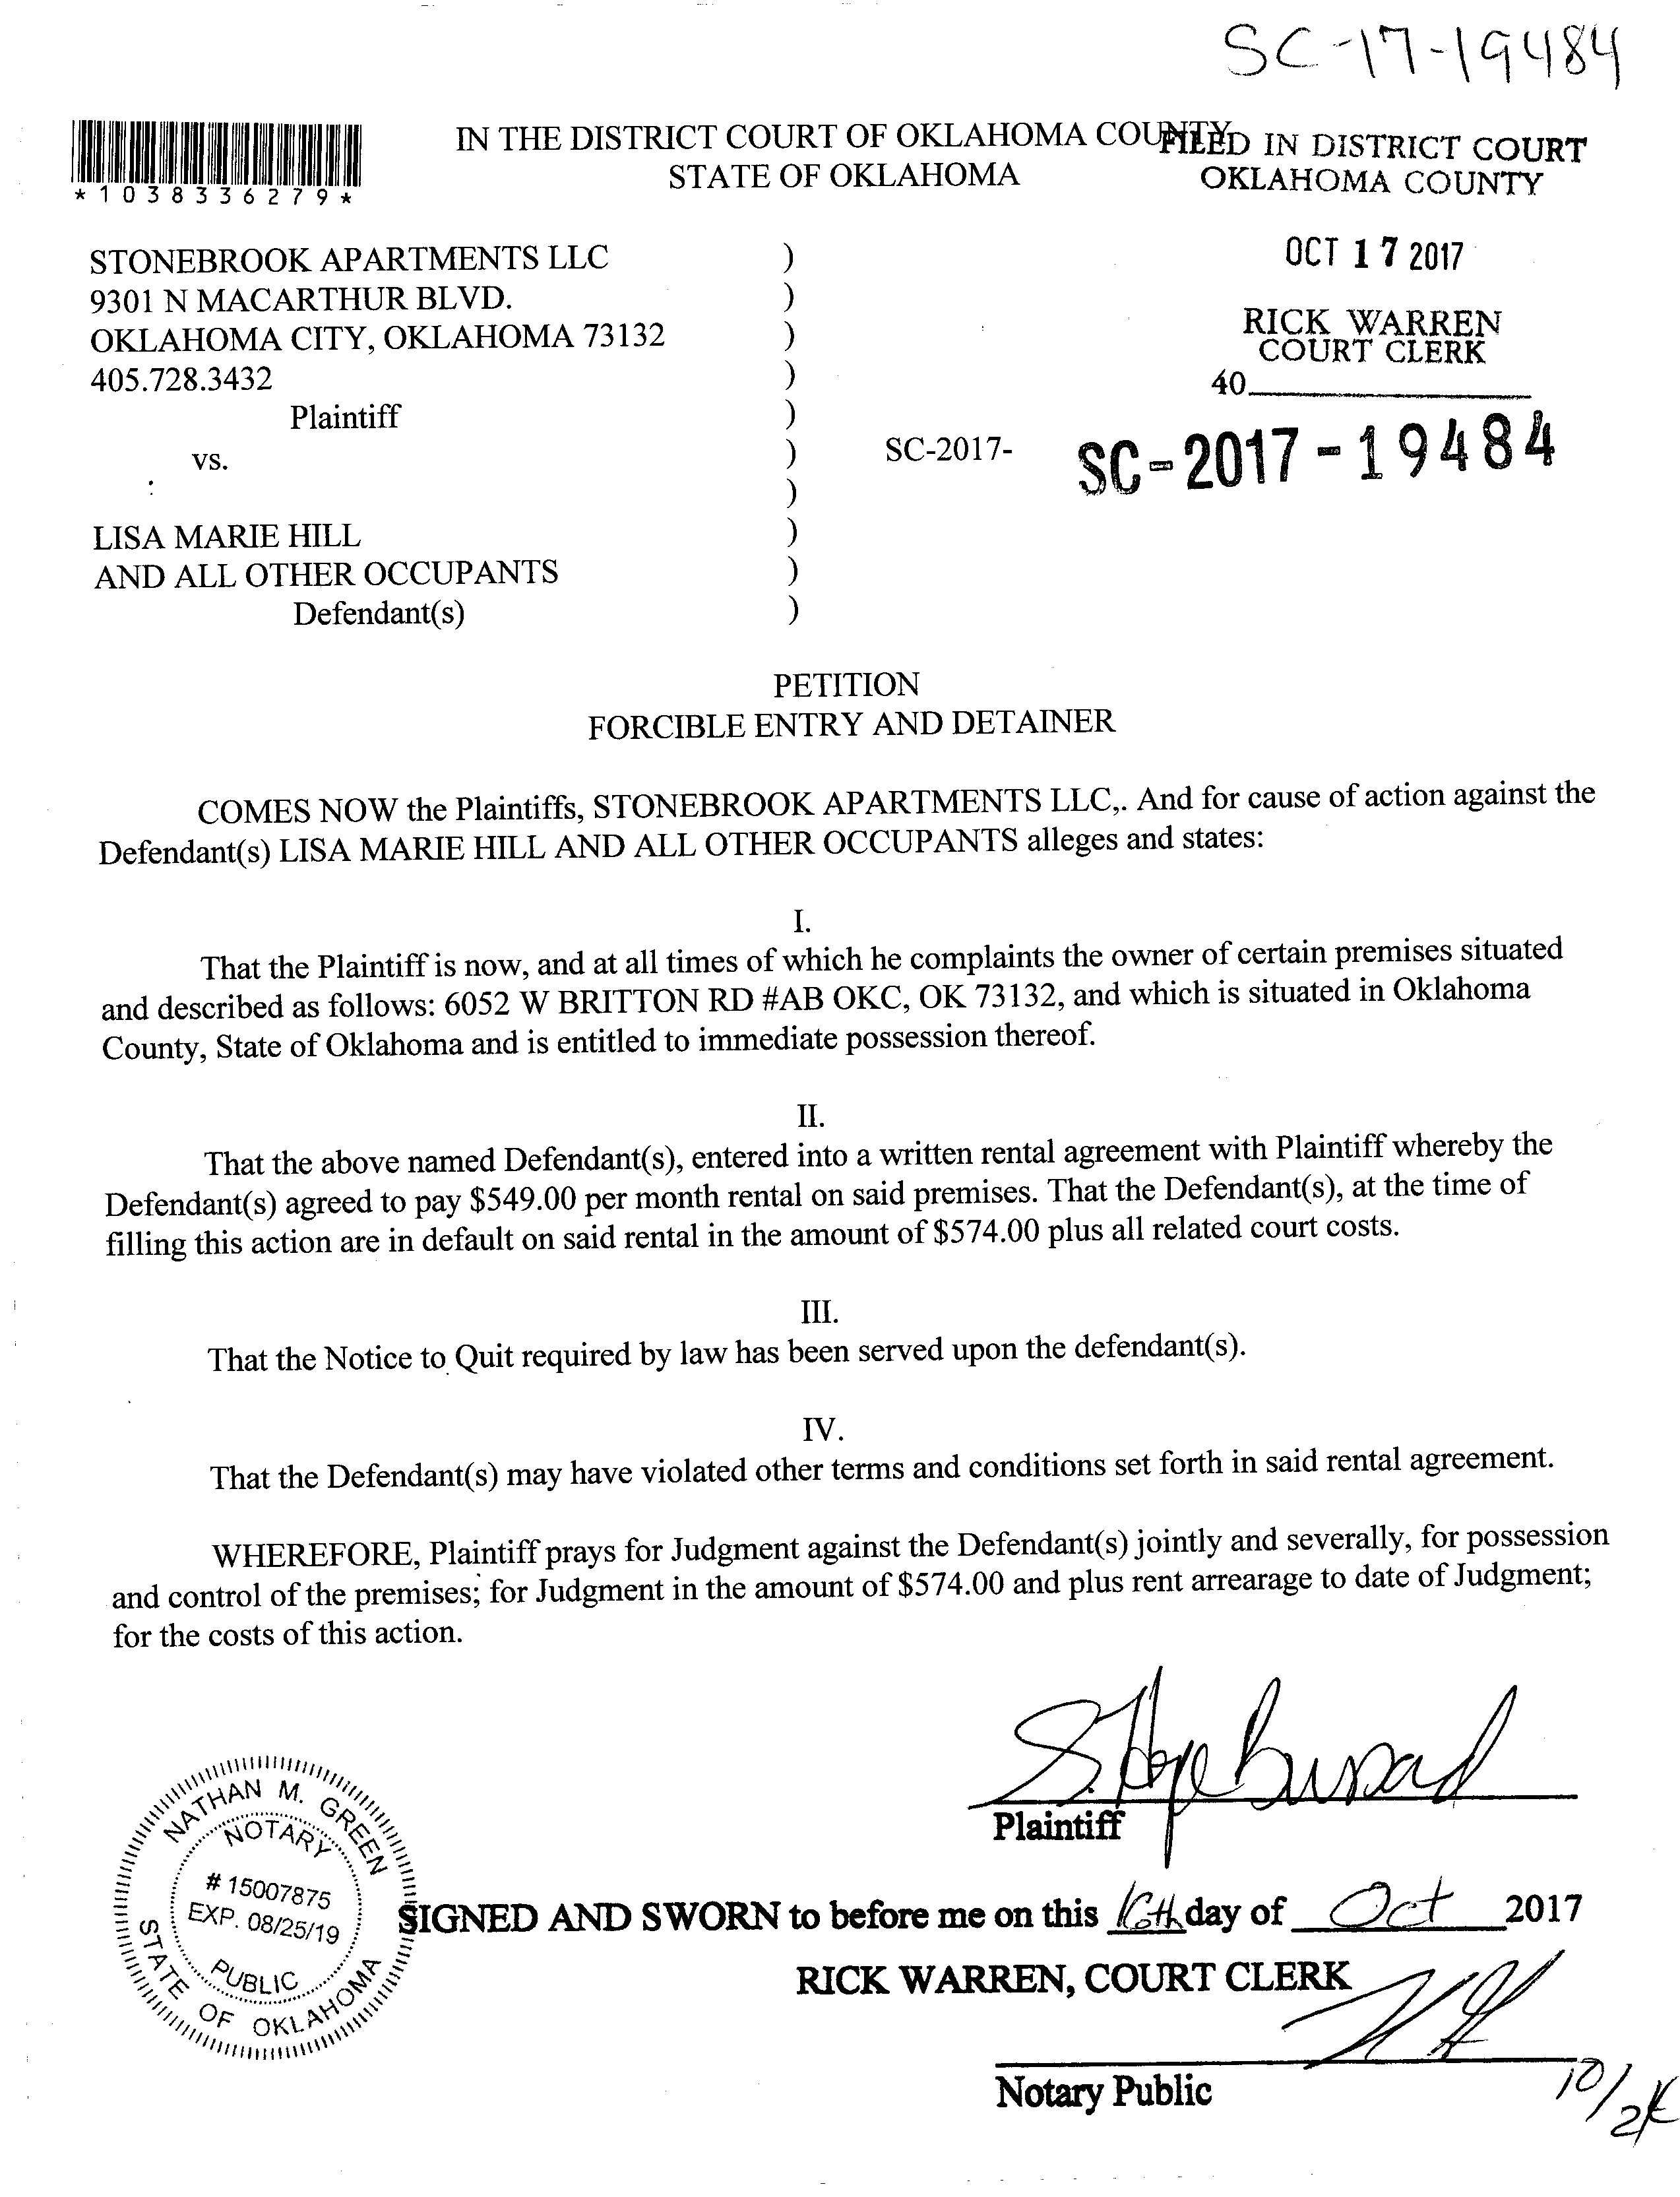 SC-17-19484
*1038336279*
IN THE DISTRICT COURT OF OKLAHOMA COUNTY
STATE OF OKLAHOMA
FILED IN DISTRICT COURT
OKLAHOMA COUNTY
OCT 17 2017
RICK WARREN
COURT CLERK
40
STONEBROOK APARTMENTS LLC )
9301 N MACARTHUR BLVD. )
OKLAHOMA CITY, OKLAHOMA 73132 )
405.728.3432 )
Plaintiff )
vs. ) SC-2017- SC-2017-19484
)
LISA MARIE HILL )
AND ALL OTHER OCCUPANTS )
Defendant(s) )
PETITION
FORCIBLE ENTRY AND DETAINER
COMES NOW the Plaintiffs, STONEBROOK APARTMENTS LLC,. And for cause of action against the
Defendant(s) LISA MARIE HILL AND ALL OTHER OCCUPANTS alleges and states:
I.
That the Plaintiff is now, and at all times of which he complaints the owner of certain premises situated
and described as follows: 6052 W BRITTON RD #AB OKC, OK 73132, and which is situated in Oklahoma
County, State of Oklahoma and is entitled to immediate possession thereof.
II.
That the above named Defendant(s), entered into a written rental agreement with Plaintiff whereby the
Defendant(s) agreed to pay $549.00 per month rental on said premises. That the Defendant(s), at the time of
filling this action are in default on said rental in the amount of $574.00 plus all related court costs.
III.
That the Notice to Quit required by law has been served upon the defendant(s).
IV.
That the Defendant(s) may have violated other terms and conditions set forth in said rental agreement.
WHEREFORE, Plaintiff prays for Judgment against the Defendant(s) jointly and severally, for possession
and control of the premises; for Judgment in the amount of $574.00 and plus rent arrearage to date of Judgment;
for the costs of this action.
Plaintiff
NATHAN M. GREEN
NOTARY
# 15007875
EXP. 08/25/19
PUBLIC
STATE OF OKLAHOMA
SIGNED AND SWORN to before me on this 16th day of Oct 2017
RICK WARREN, COURT CLERK
Notary Public